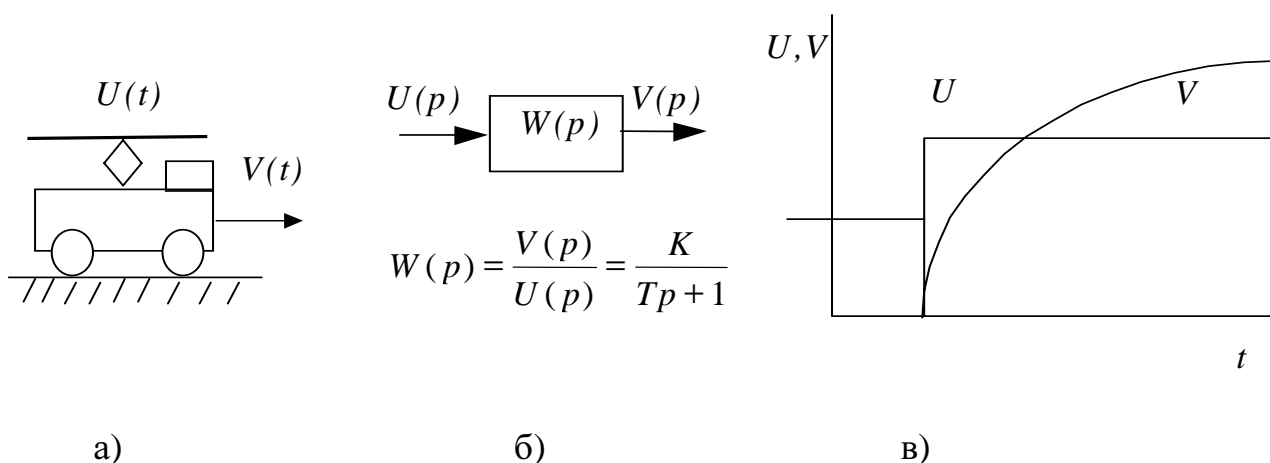 U(t)
V(t)
а)
U(p)
W(p)
V(p)
W(p) = V(p)/U(p) = K/(Tp + 1)
б)
U,V
U
V
t
в)